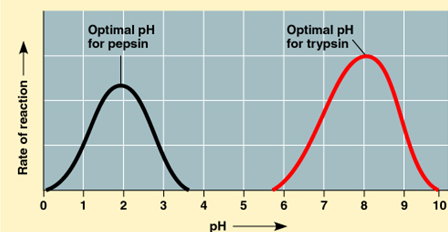 Optimal pH
for pepsin
Optimal pH
for trypsin
Rate of reaction
0 1 2 3 4 5 6 7 8 9 10
pH